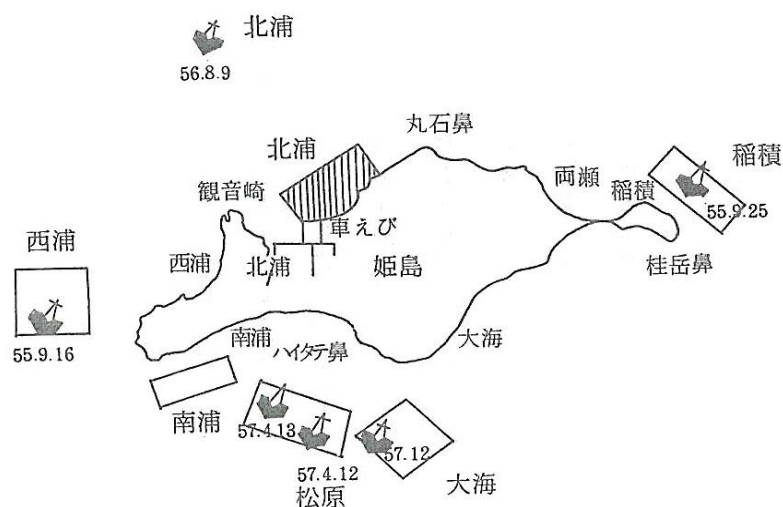 北浦
56.8.9
丸石鼻
北浦
両瀬
稲積
稲積
観音崎
55.9.25
車えび
西浦
西浦
北浦
姫島
桂岳鼻
55.9.16
南浦
ハイタテ鼻
大海
南浦
57.4.13
57.12
57.4.12
松原
大海